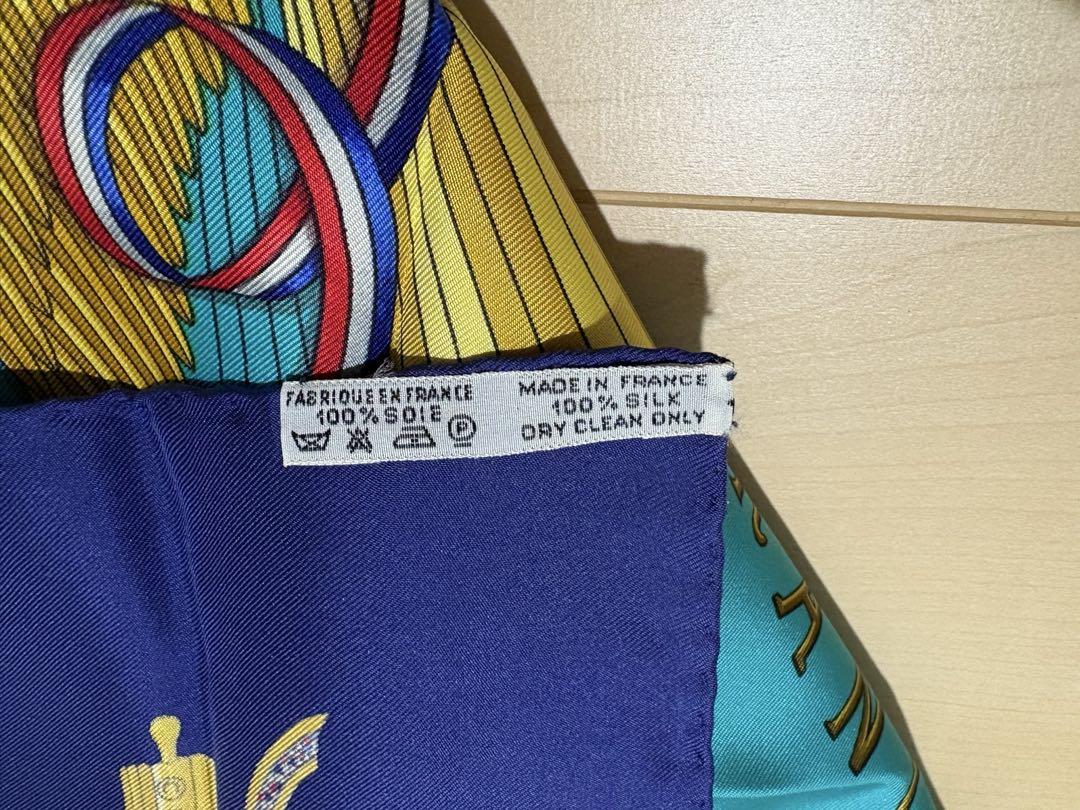 FABRIQUE EN FRANCE
100% SOIE
P
MADE IN FRANCE
100% SILK
DRY CLEAN ONLY
©